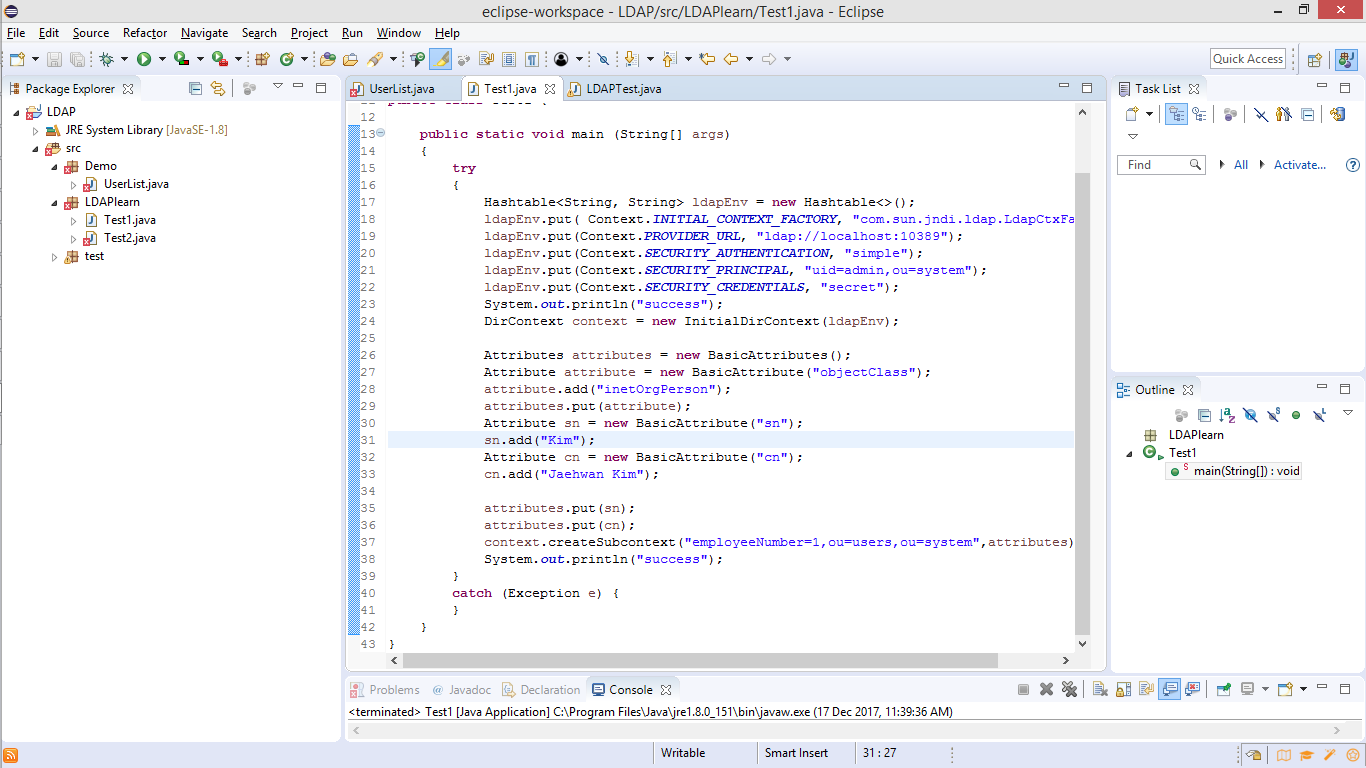 eclipse-workspace - LDAP/src/LDAPlearn/Test1.java - Eclipse
File Edit Source Refactor Navigate Search Project Run Window Help
Quick Access
Package Explorer
LDAP
JRE System Library [JavaSE-1.8]
src
Demo
UserList.java
LDAPlearn
Test1.java
Test2.java
test
UserList.java Test1.java LDAPTest.java
12
13 public static void main (String[] args)
14 {
15 try
16 {
17 Hashtable<String, String> ldapEnv = new Hashtable<>();
18 ldapEnv.put( Context.INITIAL_CONTEXT_FACTORY, "com.sun.jndi.ldap.LdapCtxFa
19 ldapEnv.put(Context.PROVIDER_URL, "ldap://localhost:10389");
20 ldapEnv.put(Context.SECURITY_AUTHENTICATION, "simple");
21 ldapEnv.put(Context.SECURITY_PRINCIPAL, "uid=admin,ou=system");
22 ldapEnv.put(Context.SECURITY_CREDENTIALS, "secret");
23 System.out.println("success");
24 DirContext context = new InitialDirContext(ldapEnv);
25
26 Attributes attributes = new BasicAttributes();
27 Attribute attribute = new BasicAttribute("objectClass");
28 attribute.add("inetOrgPerson");
29 attributes.put(attribute);
30 Attribute sn = new BasicAttribute("sn");
31 sn.add("Kim");
32 Attribute cn = new BasicAttribute("cn");
33 cn.add("Jaehwan Kim");
34
35 attributes.put(sn);
36 attributes.put(cn);
37 context.createSubcontext("employeeNumber=1,ou=users,ou=system",attributes)
38 System.out.println("success");
39 }
40 catch (Exception e) {
41 }
42 }
43 }
Task List
Find All Activate...
Outline
LDAPlearn
Test1
main(String[]) : void
Problems @ Javadoc Declaration Console
<terminated> Test1 [Java Application] C:\Program Files\Java\jre1.8.0_151\bin\javaw.exe (17 Dec 2017, 11:39:36 AM)
Writable Smart Insert 31 : 27